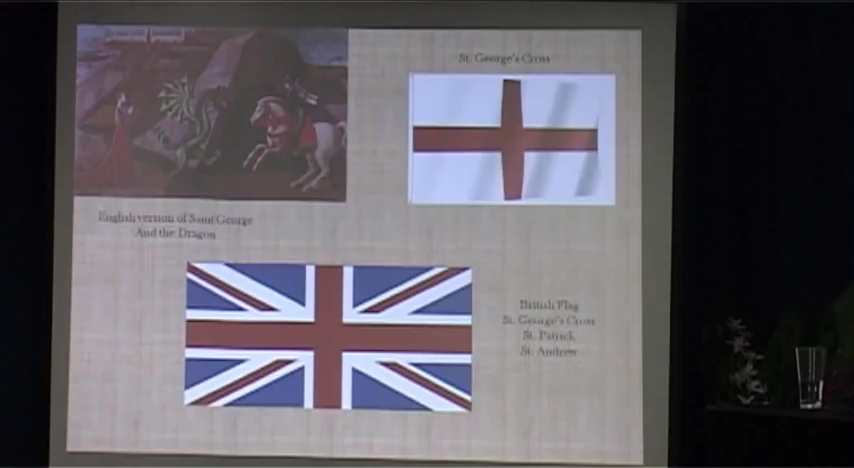 St. George's Cross
English version of Saint George
And the Dragon
British Flag
St. George's Cross
St. Patrick
St. Andrew